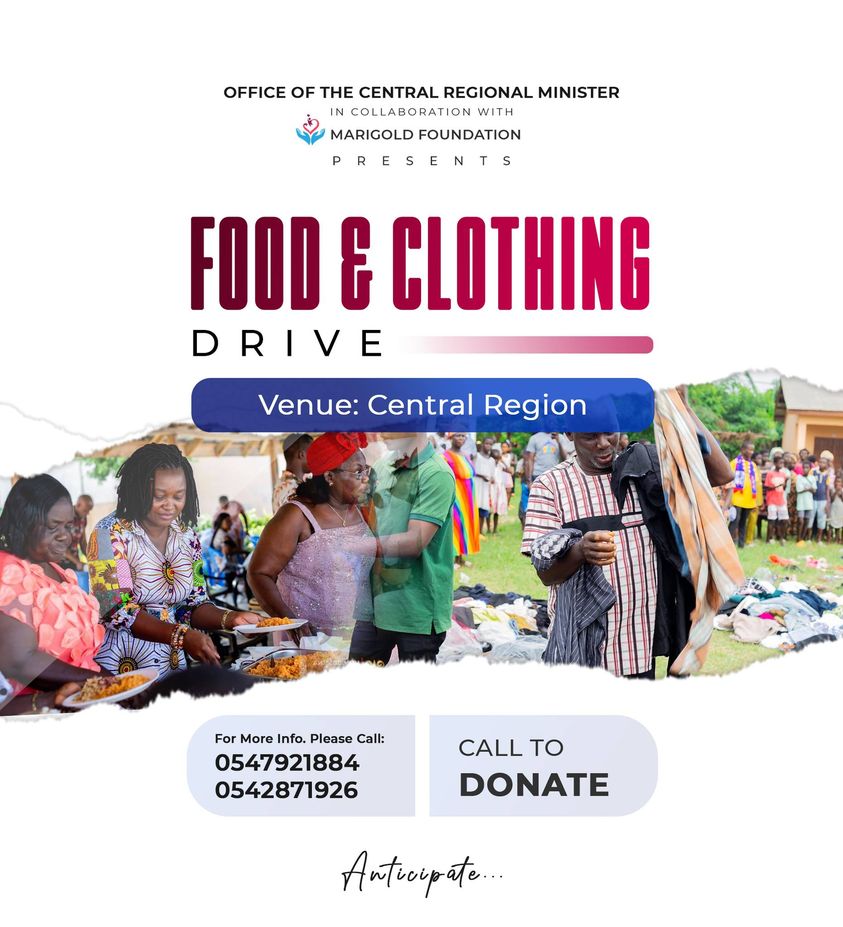 OFFICE OF THE CENTRAL REGIONAL MINISTER
IN COLLABORATION WITH
MARIGOLD FOUNDATION
PRESENTS
FOOD & CLOTHING
DRIVE
Venue: Central Region
For More Info. Please Call:
0547921884
0542871926
CALL TO
DONATE
Anticipate...